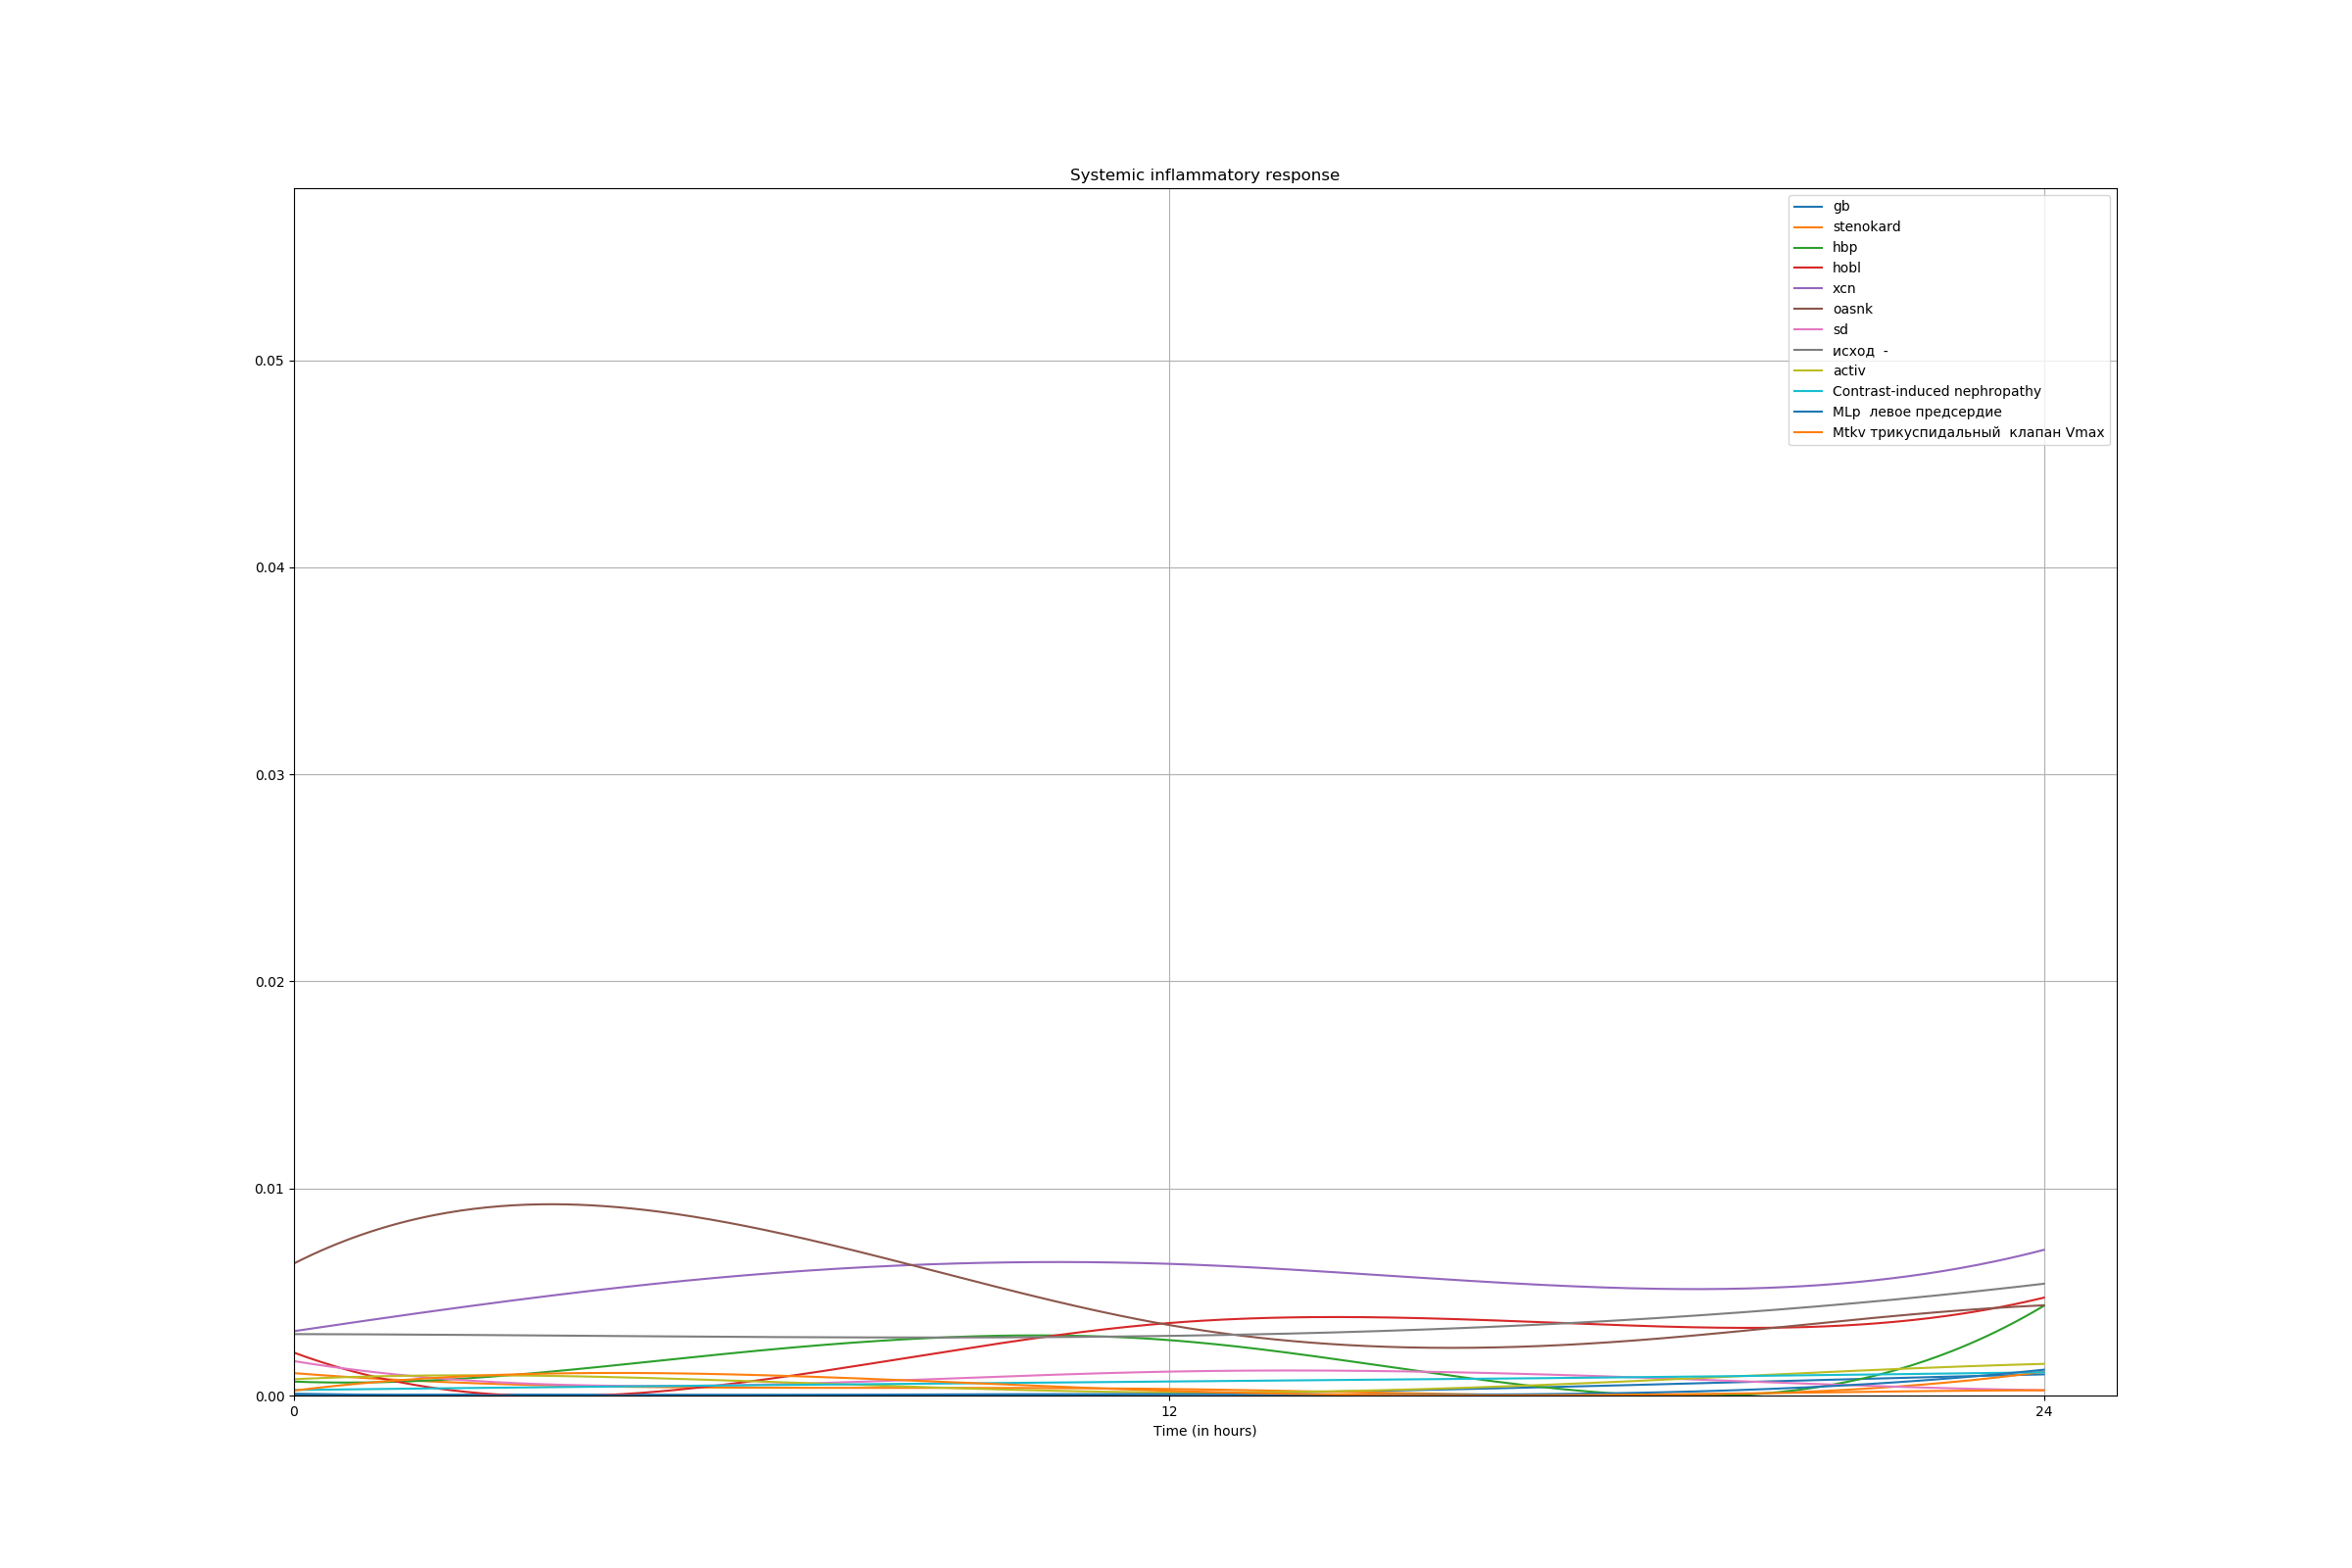 Systemic inflammatory response
gb
stenokard
hbp
hobl
xcn
oasnk
sd
исход  -
activ
Contrast-induced nephropathy
MLp  левое предсердие
Mtkv трикуспидальный  клапан Vmax
0.05
0.04
0.03
0.02
0.01
0.00
0 12 24
Time (in hours)